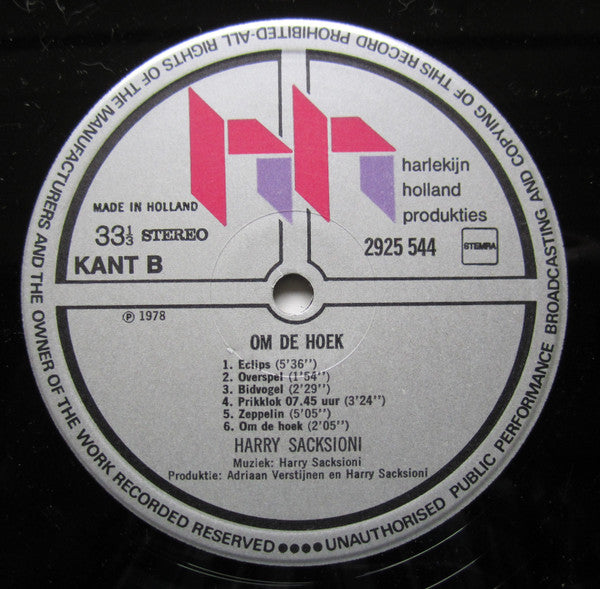 ALL RIGHTS OF THE MANUFACTURERS AND THE OWNER OF THE WORK RECORDED RESERVED●●●●UNAUTHORISED PUBLIC PERFORMANCE BROADCASTING AND COPYING OF THIS RECORD PROHIBITED-
harlekijn
holland
produkties
MADE IN HOLLAND
33⅓ STEREO
2925 544
STEMRA
KANT B
℗ 1978
OM DE HOEK
1. Eclips (5'36'')
2. Overspel (1'54'')
3. Bidvogel (2'29'')
4. Prikklok 07.45 uur (3'24'')
5. Zeppelin (5'05'')
6. Om de hoek (2'05'')
HARRY SACKSIONI
Muziek: Harry Sacksioni
Produktie: Adriaan Verstijnen en Harry Sacksioni